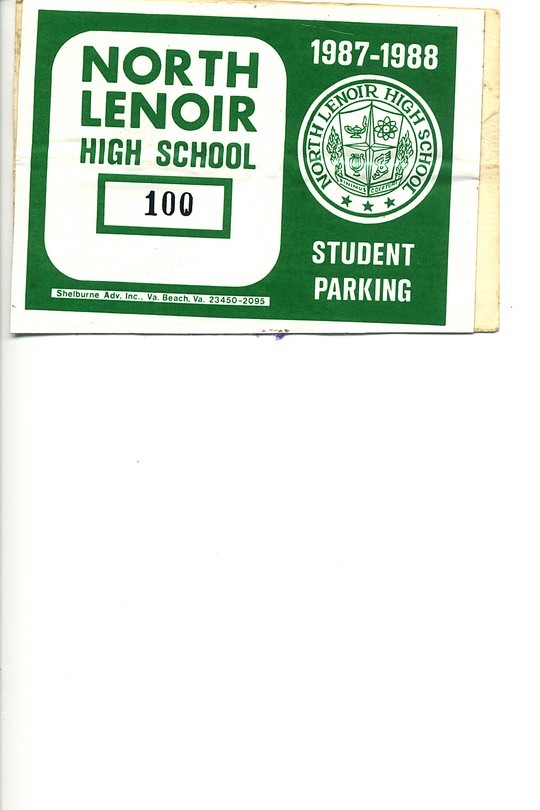 NORTH
LENOIR
HIGH SCHOOL
100
Shelburne Adv. Inc., Va. Beach, Va. 23450-2095
1987-1988
NORTH LENOIR HIGH SCHOOL
STUDENT
PARKING